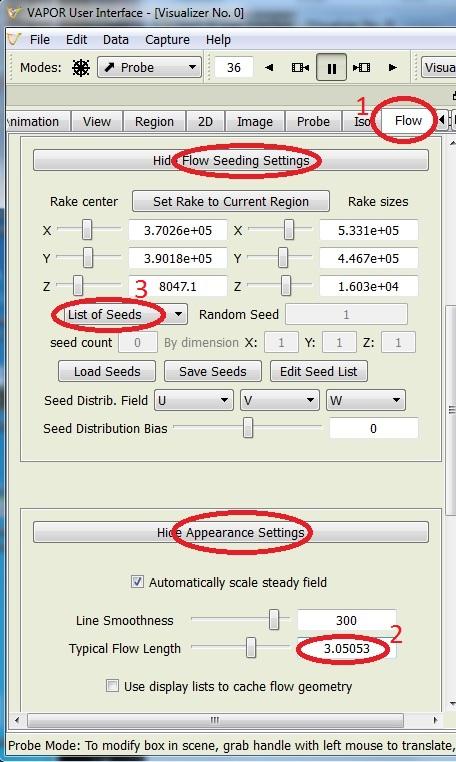 VAPOR User Interface - [Visualizer No. 0]
File Edit Data Capture Help
Modes: Probe 36 Visua
Animation View Region 2D Image Probe Iso Flow
1
Hide Flow Seeding Settings
Rake center Set Rake to Current Region Rake sizes
X 3.7026e+05 X 5.331e+05
Y 3.9018e+05 Y 4.467e+05
Z 8047.1 Z 1.603e+04
3
List of Seeds Random Seed 1
seed count 0 By dimension X: 1 Y: 1 Z: 1
Load Seeds Save Seeds Edit Seed List
Seed Distrib. Field U V W
Seed Distribution Bias 0
Hide Appearance Settings
Automatically scale steady field
Line Smoothness 300
Typical Flow Length 3.05053 2
Use display lists to cache flow geometry
Probe Mode: To modify box in scene, grab handle with left mouse to translate,